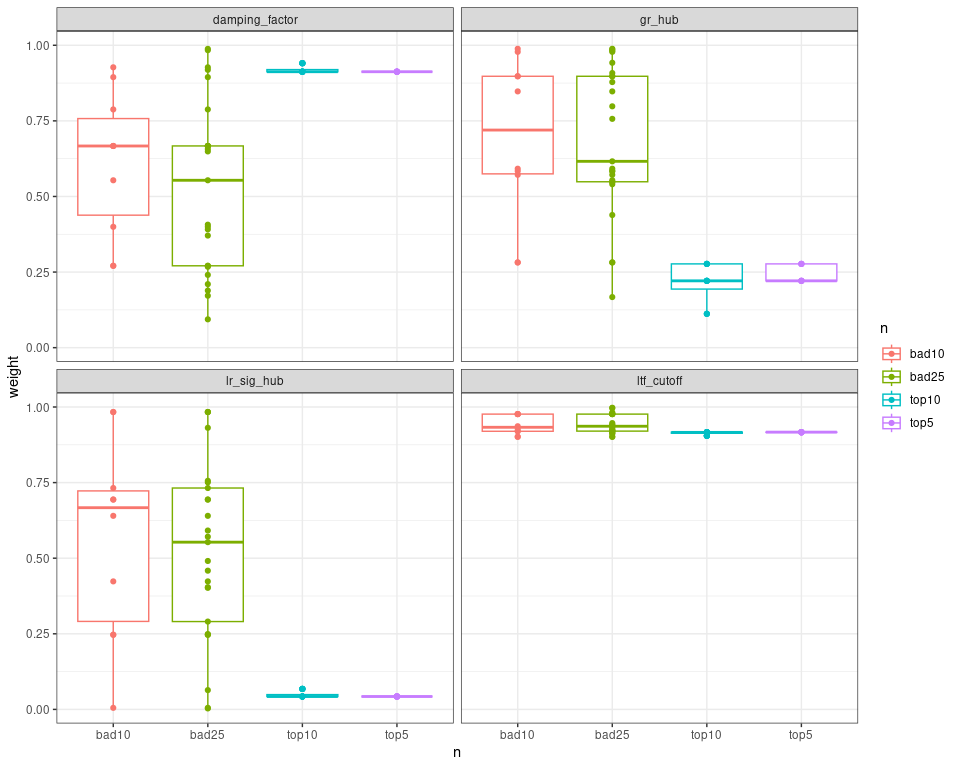 damping_factor
gr_hub
1.00
0.75
0.50
0.25
0.00
lr_sig_hub
ltf_cutoff
1.00
0.75
0.50
0.25
0.00
bad10
bad25
top10
top5
bad10
bad25
top10
top5
n
weight
n
bad10
bad25
top10
top5